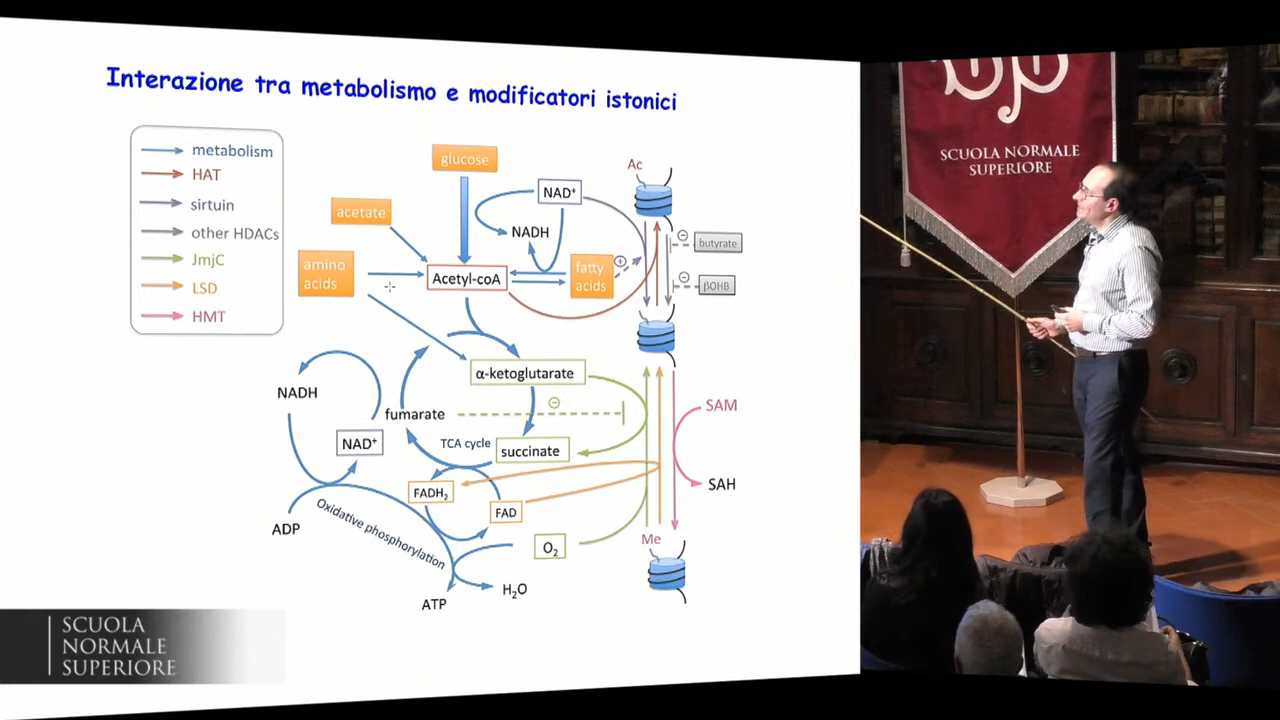 Interazione tra metabolismo e modificatori istonici
metabolism
HAT
sirtuin
other HDACs
JmjC
LSD
HMT
glucose
acetate
amino
acids
NAD⁺
NADH
Acetyl-coA
fatty
acids
Ac
butyrate
βOHB
α-ketoglutarate
NADH
fumarate
NAD⁺
TCA cycle
succinate
FADH₂
FAD
ADP
Oxidative phosphorylation
O₂
H₂O
ATP
SAM
SAH
Me
SCUOLA
NORMALE
SUPERIORE
SCUOLA NORMALE
SUPERIORE